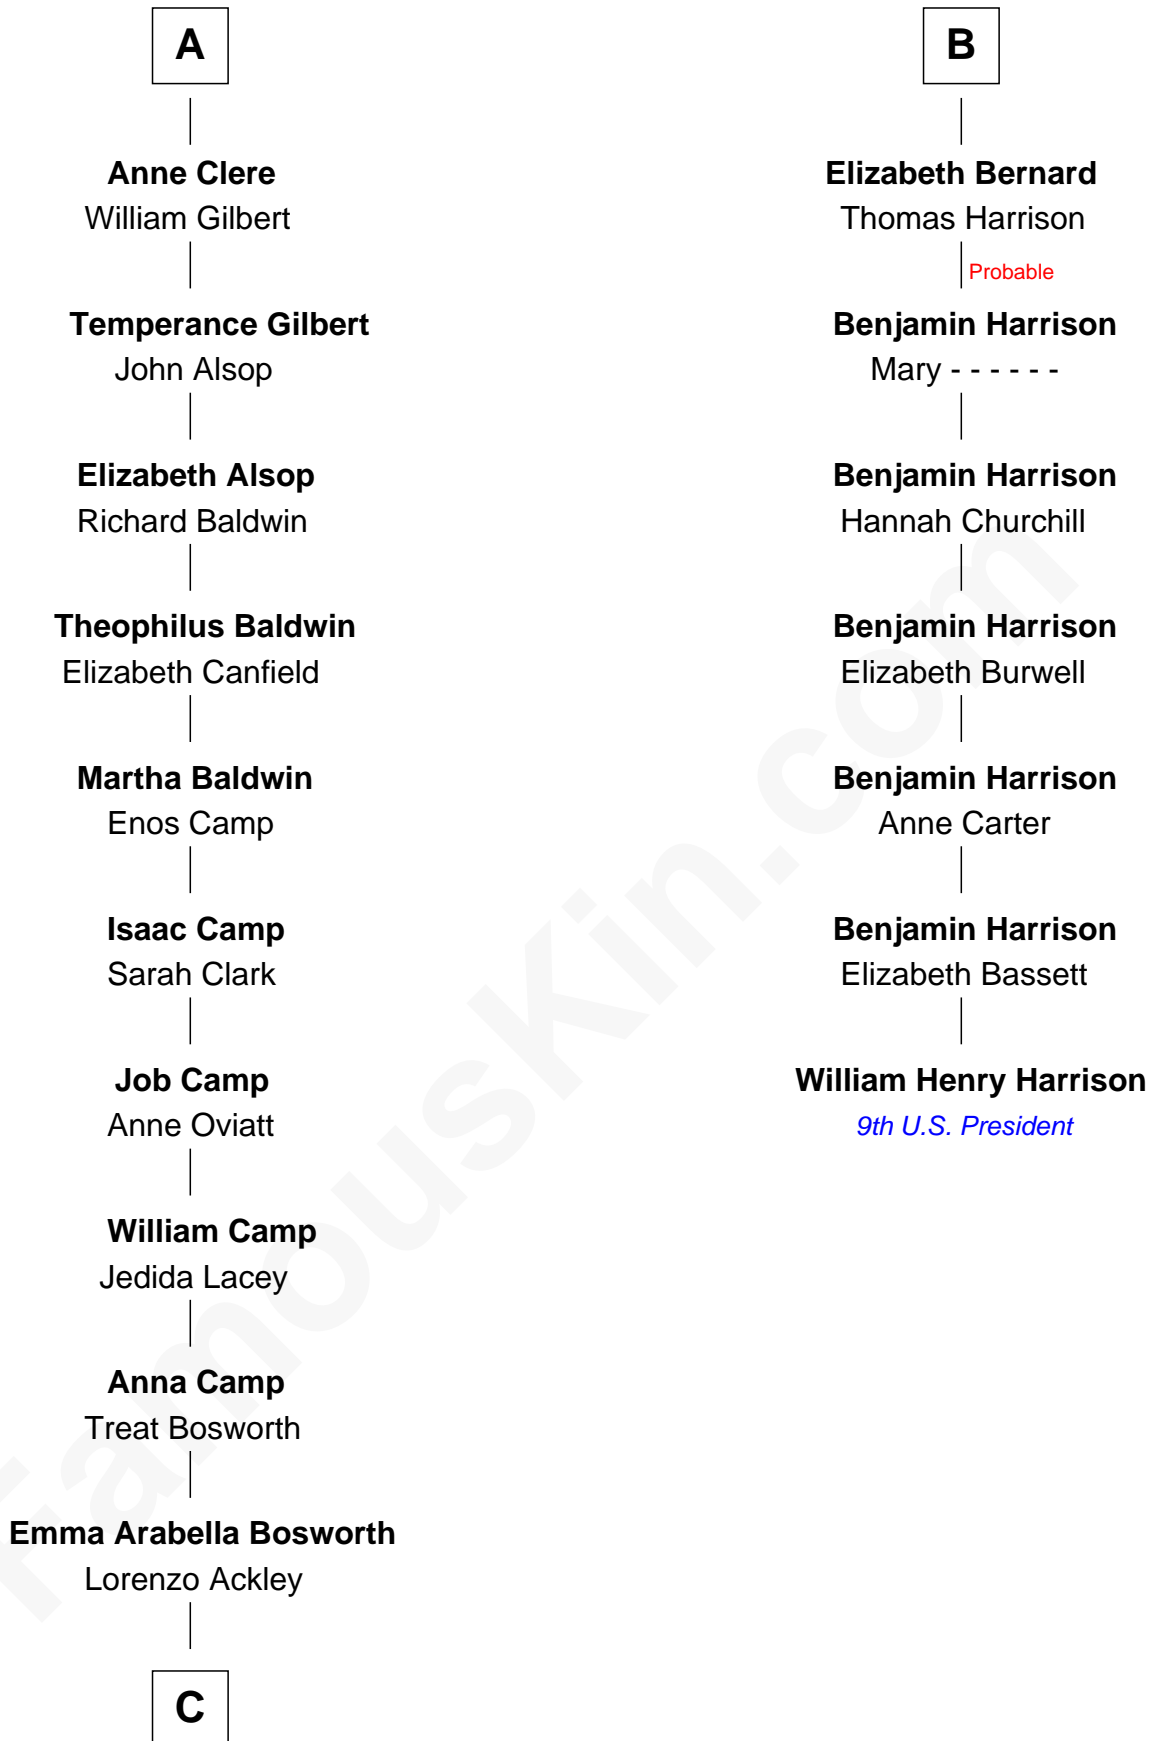 A
Anne Clere
William Gilbert
Temperance Gilbert
John Alsop
Elizabeth Alsop
Richard Baldwin
Theophilus Baldwin
Elizabeth Canfield
Martha Baldwin
Enos Camp
Isaac Camp
Sarah Clark
Job Camp
Anne Oviatt
William Camp
Jedida Lacey
Anna Camp
Treat Bosworth
Emma Arabella Bosworth
Lorenzo Ackley
C
B
Elizabeth Bernard
Thomas Harrison
Probable
Benjamin Harrison
Mary - - - - - -
Benjamin Harrison
Hannah Churchill
Benjamin Harrison
Elizabeth Burwell
Benjamin Harrison
Anne Carter
Benjamin Harrison
Elizabeth Bassett
William Henry Harrison
9th U.S. President
FamousKin.com